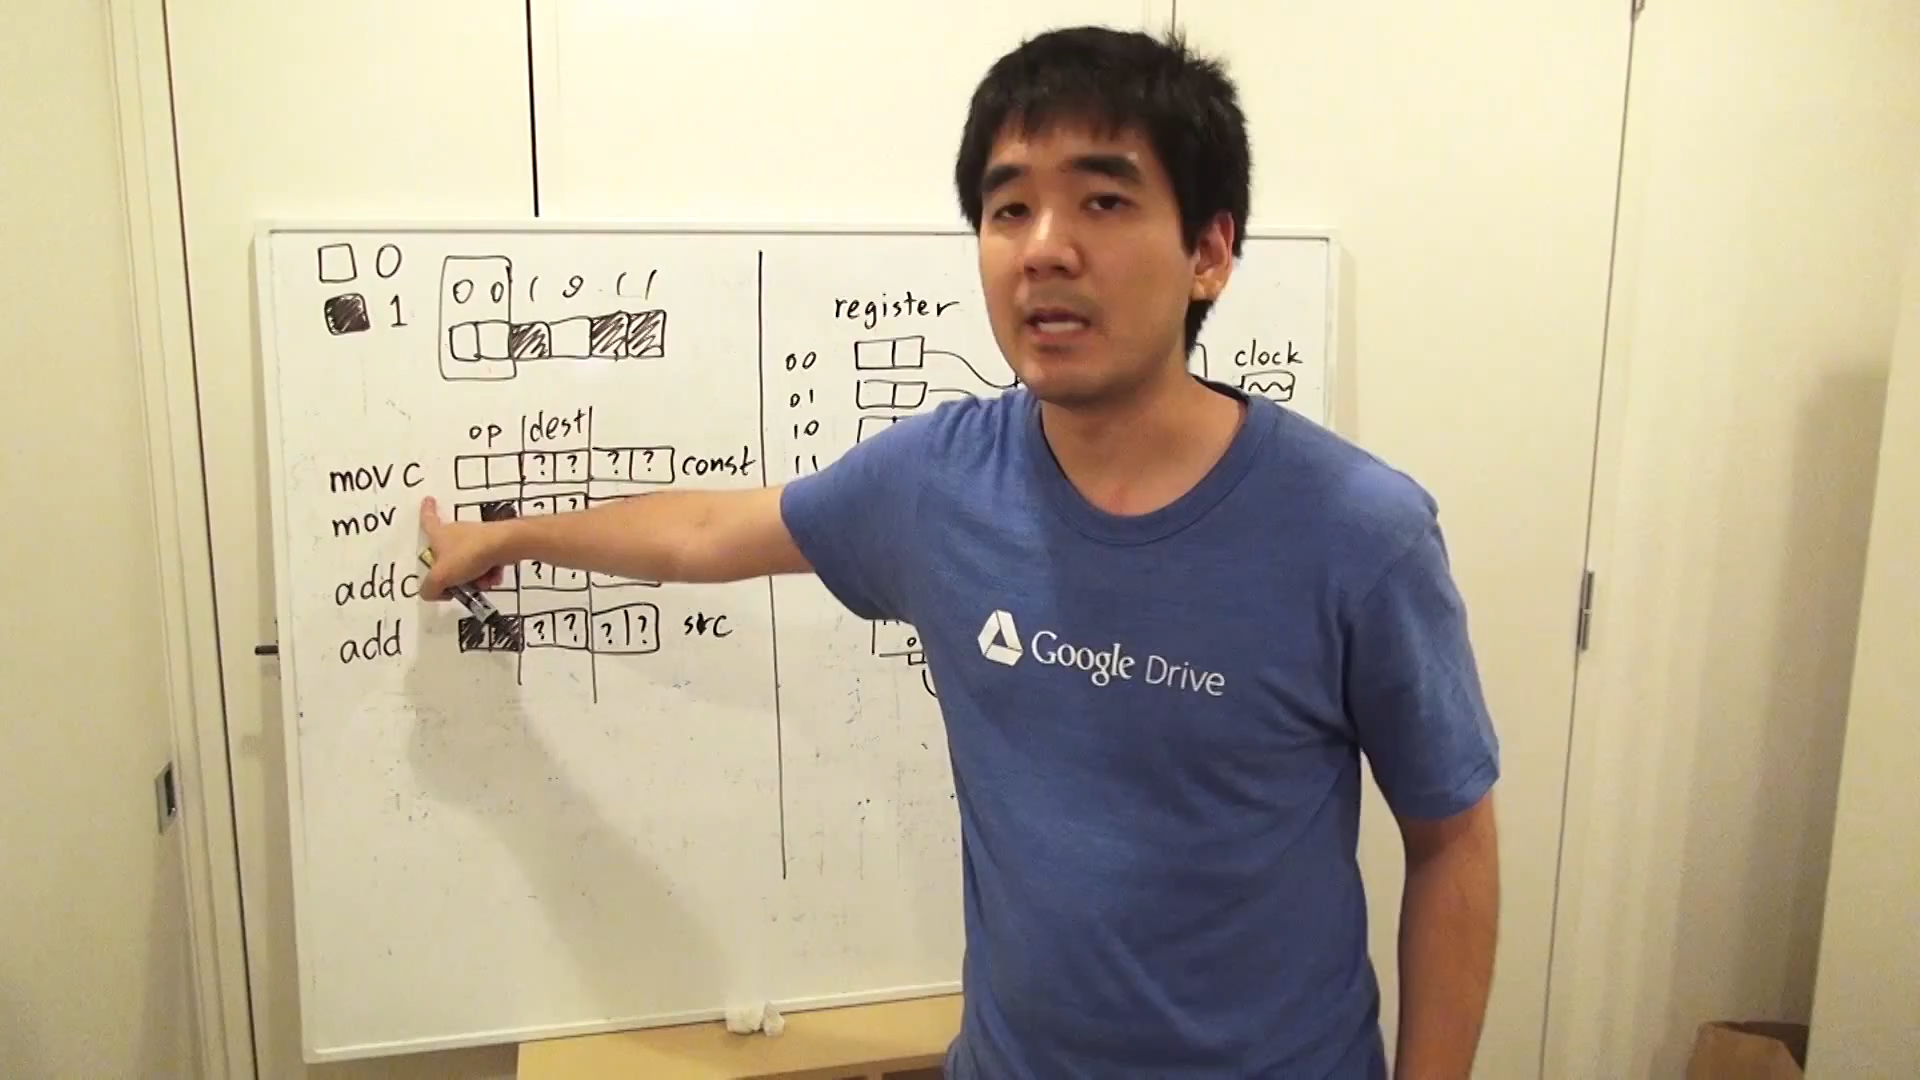 0
1
0 0 1 0 1 1
register
00
01
10
11
clock
op dest
mov c ? ? ? ? const
mov ? ?
addc ? ?
add ? ? ? ? src
Google Drive